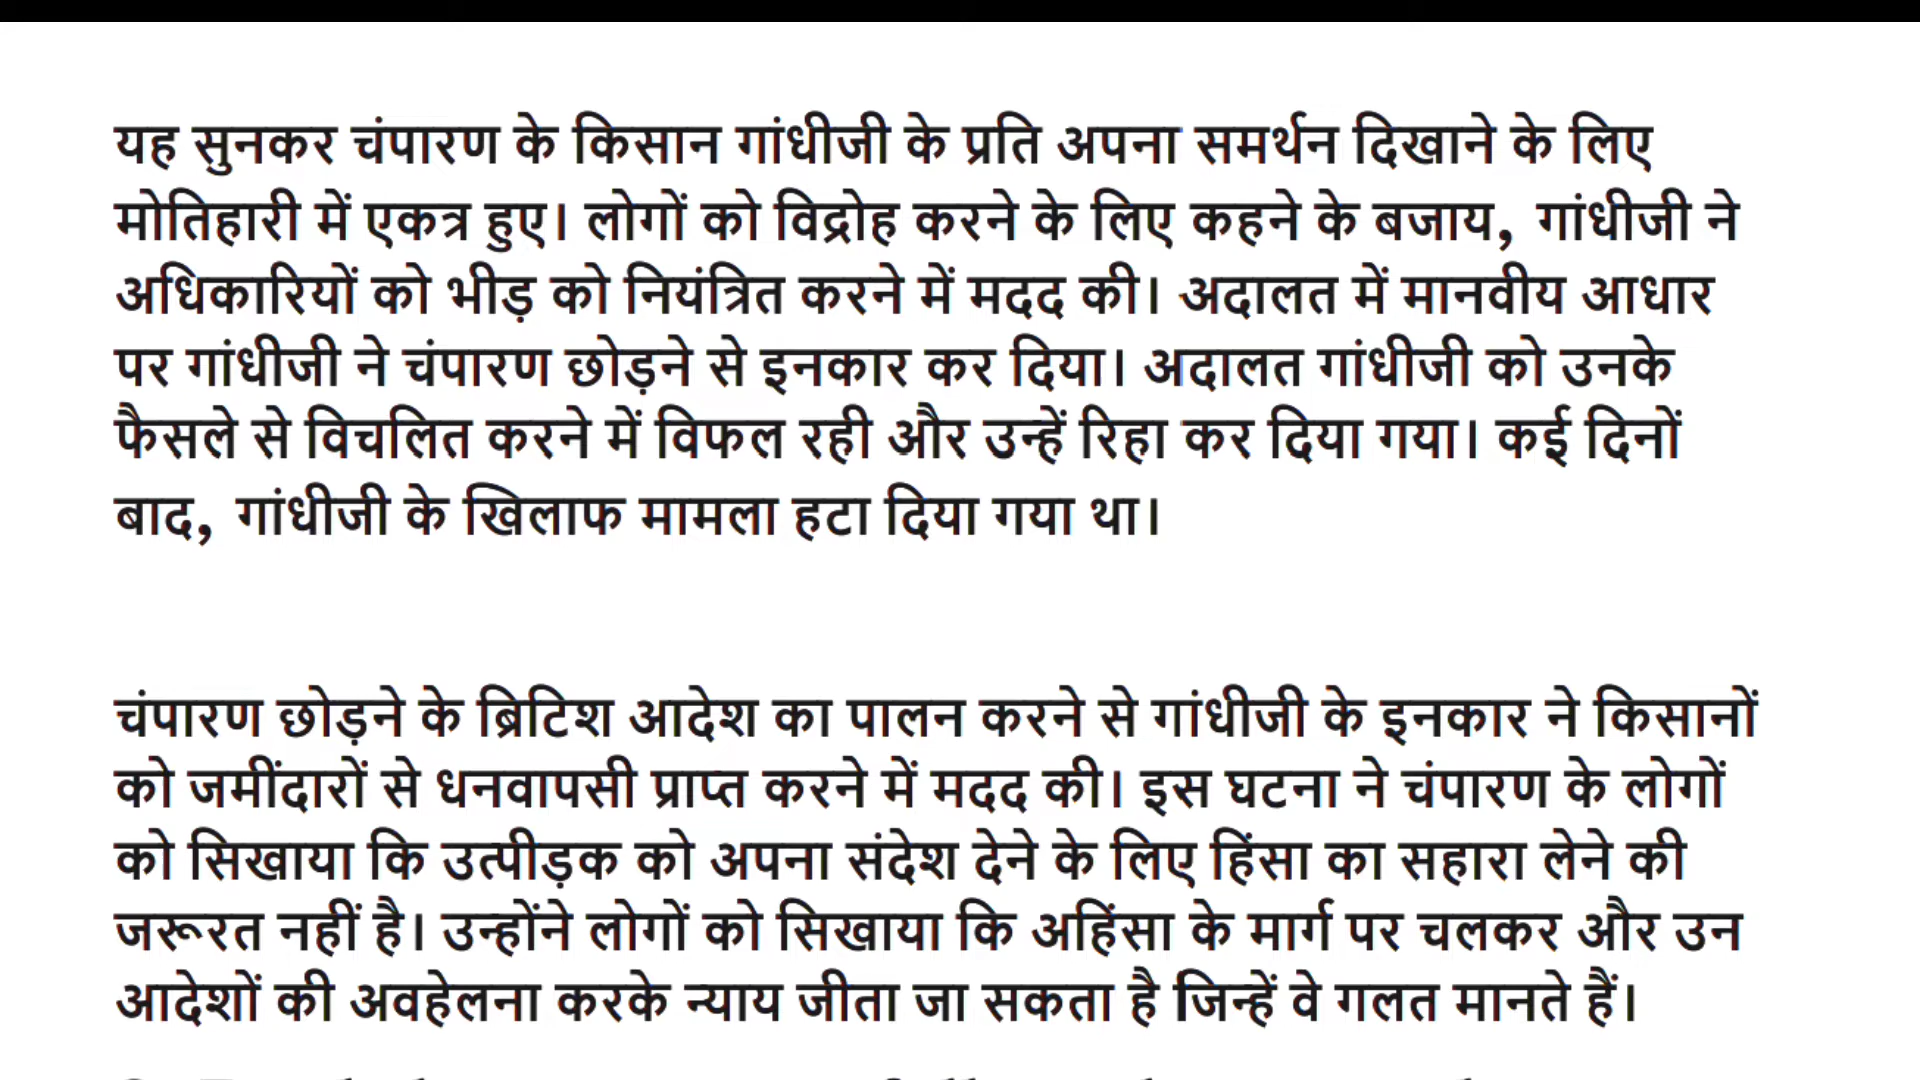 यह सुनकर चंपारण के किसान गांधीजी के प्रति अपना समर्थन दिखाने के लिए
मोतिहारी में एकत्र हुए। लोगों को विद्रोह करने के लिए कहने के बजाय, गांधीजी ने
अधिकारियों को भीड़ को नियंत्रित करने में मदद की। अदालत में मानवीय आधार
पर गांधीजी ने चंपारण छोड़ने से इनकार कर दिया। अदालत गांधीजी को उनके
फैसले से विचलित करने में विफल रही और उन्हें रिहा कर दिया गया। कई दिनों
बाद, गांधीजी के खिलाफ मामला हटा दिया गया था।
चंपारण छोड़ने के ब्रिटिश आदेश का पालन करने से गांधीजी के इनकार ने किसानों
को जमींदारों से धनवापसी प्राप्त करने में मदद की। इस घटना ने चंपारण के लोगों
को सिखाया कि उत्पीड़क को अपना संदेश देने के लिए हिंसा का सहारा लेने की
जरूरत नहीं है। उन्होंने लोगों को सिखाया कि अहिंसा के मार्ग पर चलकर और उन
आदेशों की अवहेलना करके न्याय जीता जा सकता है जिन्हें वे गलत मानते हैं।